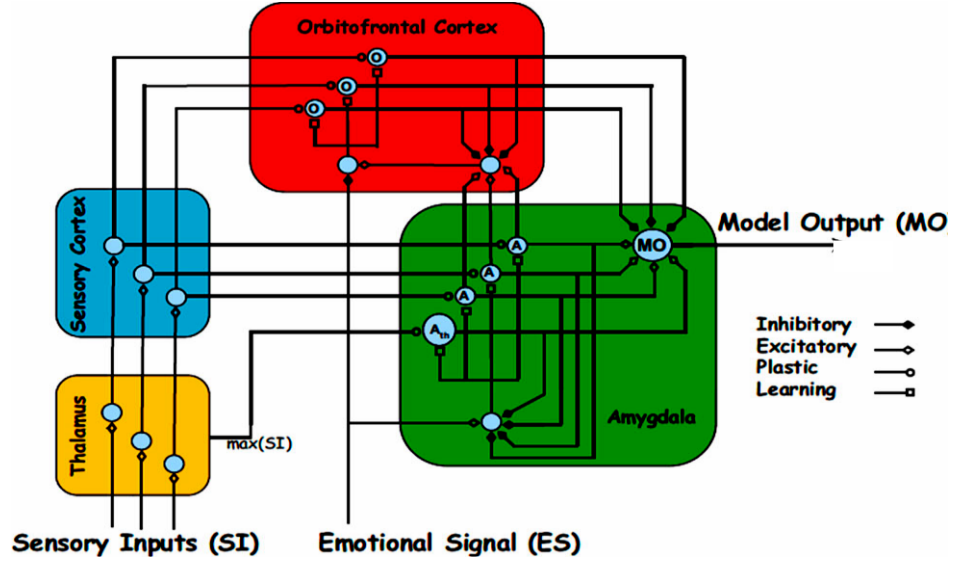 Orbitofrontal Cortex
O
O
O
Sensory Cortex
A
A
A
A th
MO
Model Output (MO
Inhibitory
Excitatory
Plastic
Learning
Amygdala
Thalamus
max(SI)
Sensory Inputs (SI)
Emotional Signal (ES)